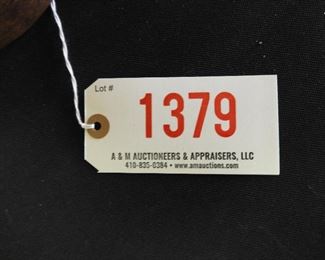 Lot #
1379
A & M AUCTIONEERS & APPRAISERS, LLC
410-835-0384 • www.amauctions.com